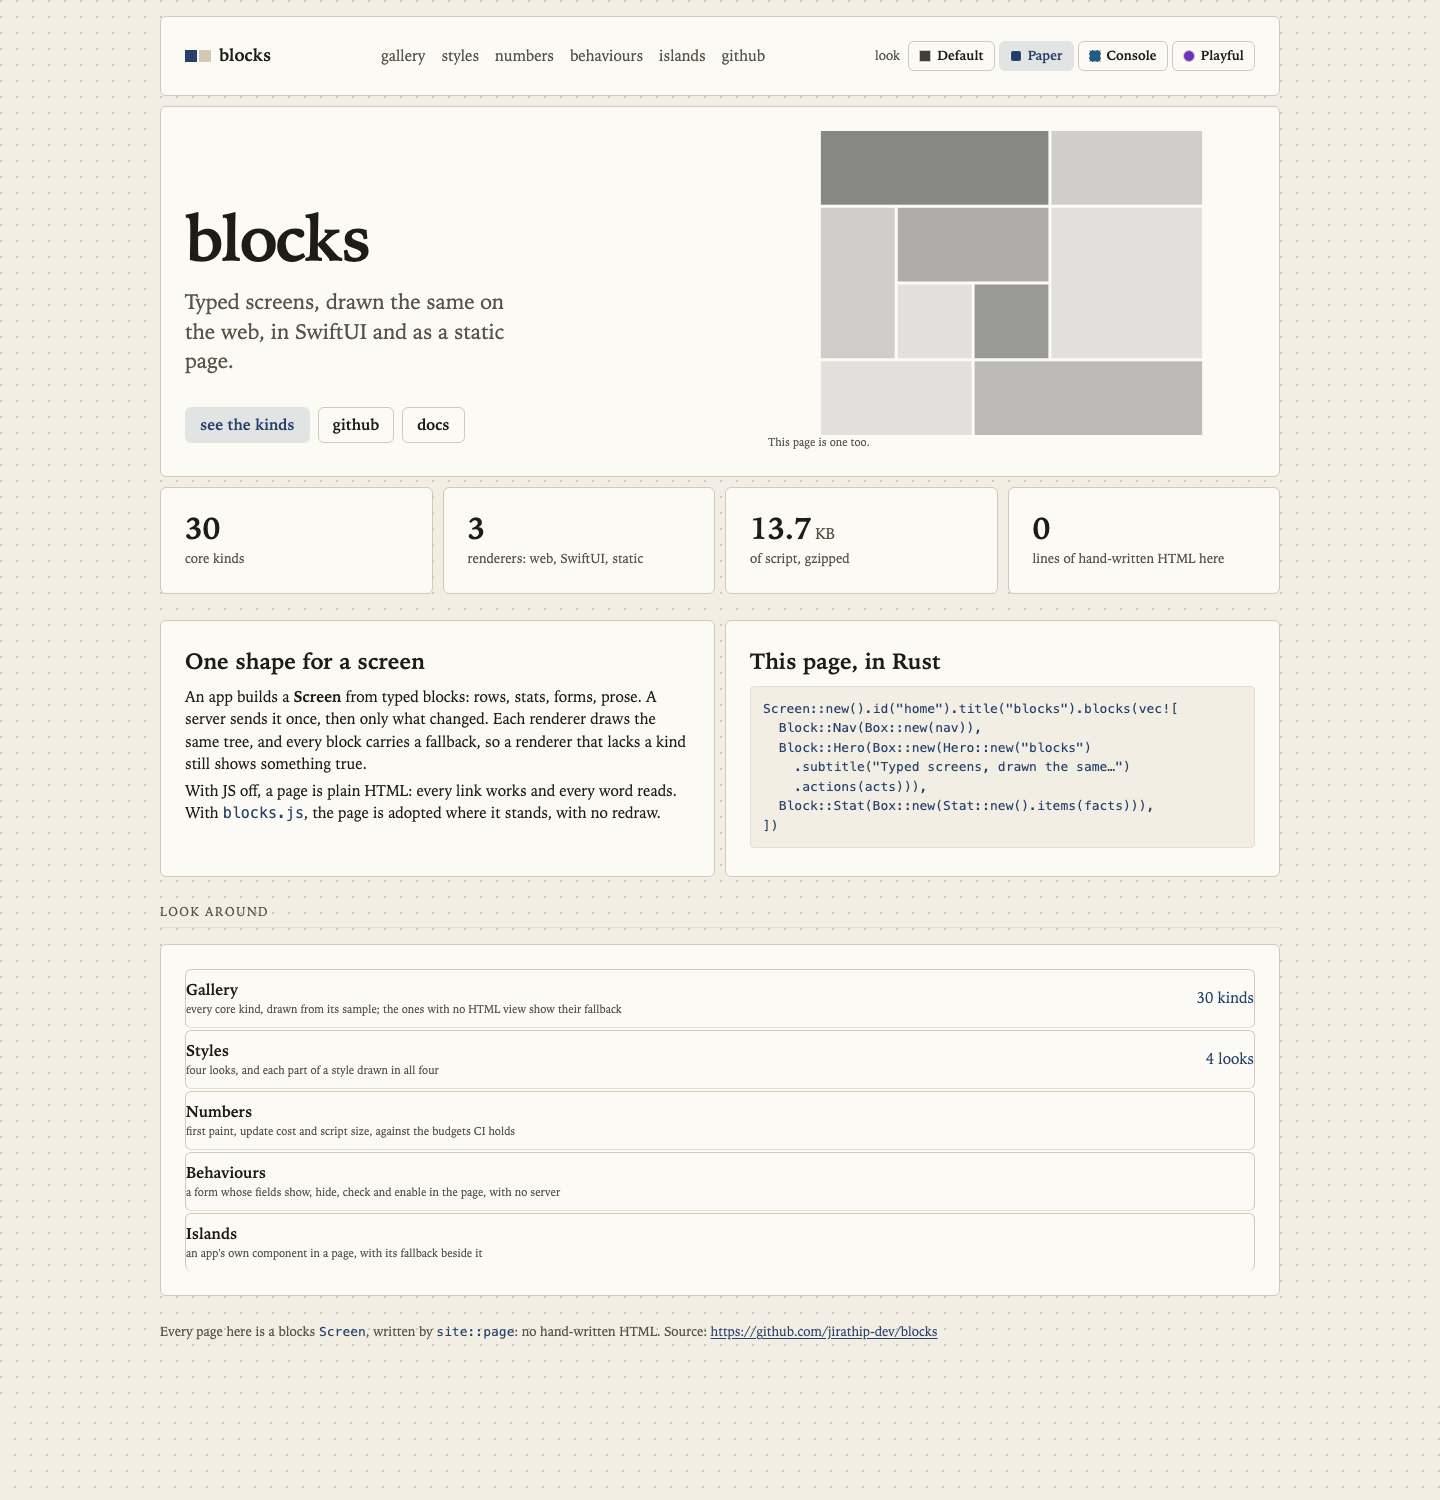 blocks
gallery styles numbers behaviours islands github
look Default Paper Console Playful
blocks
Typed screens, drawn the same on
the web, in SwiftUI and as a static
page.
see the kinds github docs
This page is one too.
30
core kinds
3
renderers: web, SwiftUI, static
13.7 KB
of script, gzipped
0
lines of hand-written HTML here
One shape for a screen
An app builds a Screen from typed blocks: rows, stats, forms, prose. A
server sends it once, then only what changed. Each renderer draws the
same tree, and every block carries a fallback, so a renderer that lacks a kind
still shows something true.
With JS off, a page is plain HTML: every link works and every word reads.
With blocks.js, the page is adopted where it stands, with no redraw.
This page, in Rust
Screen::new().id("home").title("blocks").blocks(vec![
  Block::Nav(Box::new(nav)),
  Block::Hero(Box::new(Hero::new("blocks")
    .subtitle("Typed screens, drawn the same…")
    .actions(acts))),
  Block::Stat(Box::new(Stat::new().items(facts))),
])
LOOK AROUND
Gallery
every core kind, drawn from its sample; the ones with no HTML view show their fallback
30 kinds
Styles
four looks, and each part of a style drawn in all four
4 looks
Numbers
first paint, update cost and script size, against the budgets CI holds
Behaviours
a form whose fields show, hide, check and enable in the page, with no server
Islands
an app's own component in a page, with its fallback beside it
Every page here is a blocks Screen, written by site::page: no hand-written HTML. Source: https://github.com/jirathip-dev/blocks